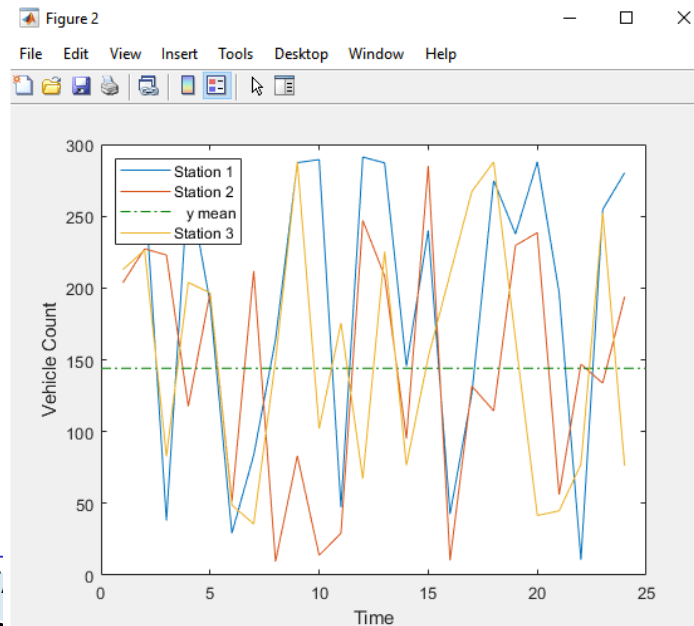 Figure 2
File Edit View Insert Tools Desktop Window Help
300
250
200
150
100
50
0
Vehicle Count
Station 1
Station 2
y mean
Station 3
0 5 10 15 20 25
Time